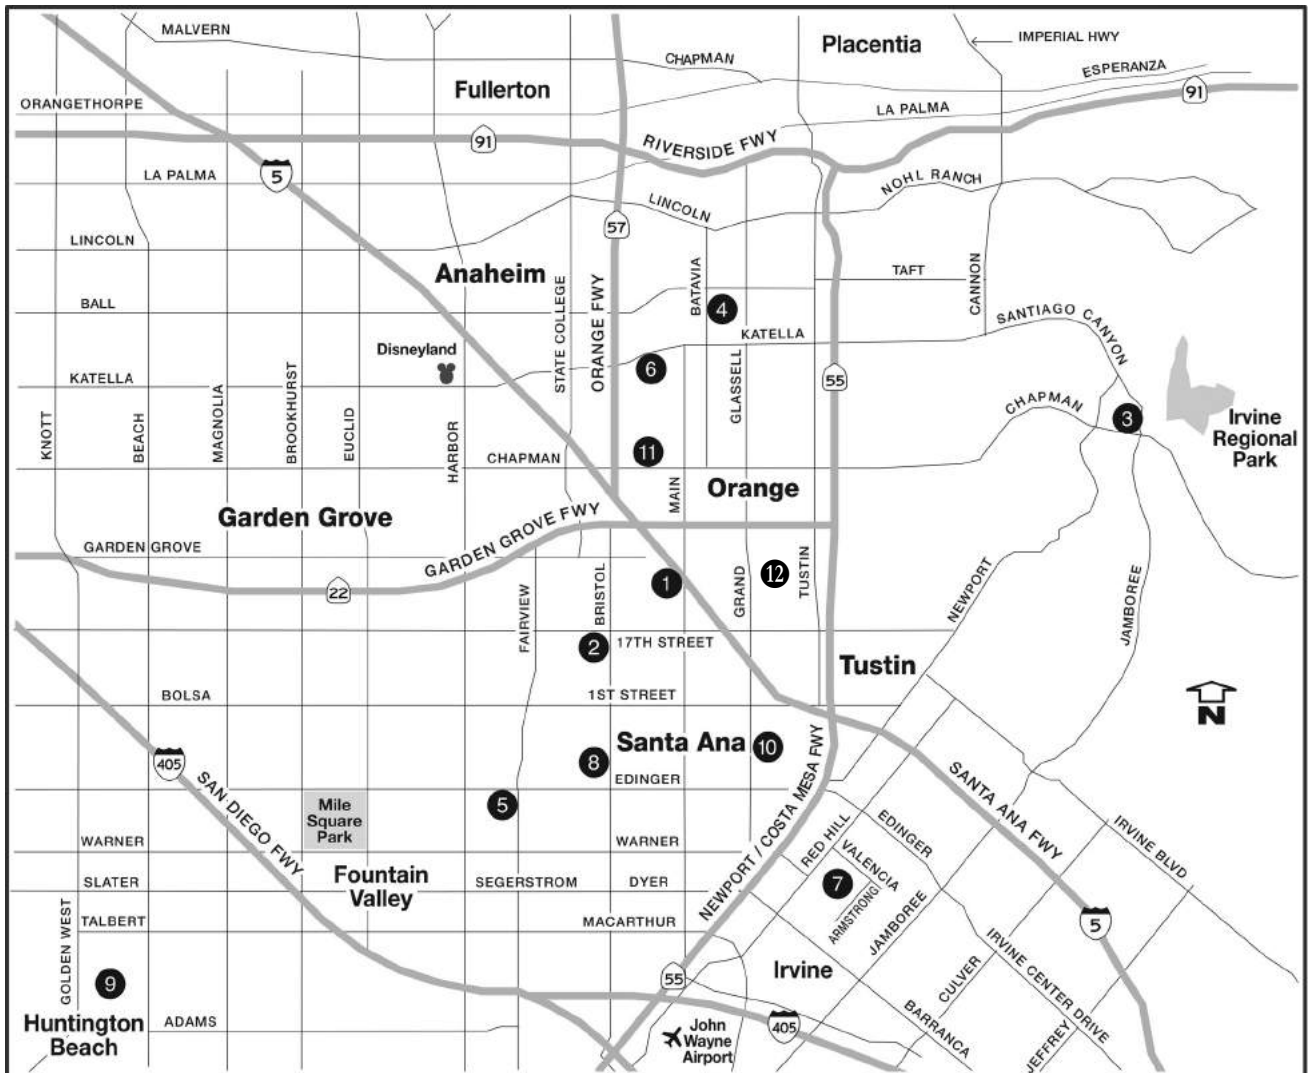 MALVERN
CHAPMAN
Placentia
IMPERIAL HWY
ESPERANZA
Fullerton
ORANGETHORPE
LA PALMA
91
91
RIVERSIDE FWY
LA PALMA
5
NOHL RANCH
LINCOLN
57
LINCOLN
Anaheim
BATAVIA
TAFT
CANNON
BALL
STATE COLLEGE
ORANGE FWY
4
KATELLA
SANTIAGO CANYON
Disneyland
6
KATELLA
55
GLASSELL
CHAPMAN
3
Irvine
Regional
Park
KNOTT
BEACH
MAGNOLIA
BROOKHURST
EUCLID
HARBOR
CHAPMAN
11
MAIN
Orange
Garden Grove
GARDEN GROVE FWY
GARDEN GROVE
22
FAIRVIEW
BRISTOL
1
GRAND
12
TUSTIN
NEWPORT
JAMBOREE
2
17TH STREET
Tustin
BOLSA
1ST STREET
N
405
8
Santa Ana
10
EDINGER
SAN DIEGO FWY
5
NEWPORT / COSTA MESA FWY
SANTA ANA FWY
Mile
Square
Park
WARNER
WARNER
RED HILL
EDINGER
VALENCIA
IRVINE BLVD
Fountain
Valley
SLATER
SEGERSTROM
DYER
7
ARMSTRONG
JAMBOREE
5
GOLDEN WEST
TALBERT
MACARTHUR
9
55
Irvine
CULVER
IRVINE CENTER DRIVE
Huntington
Beach
ADAMS
John
Wayne
Airport
405
BARRANCA
JEFFREY